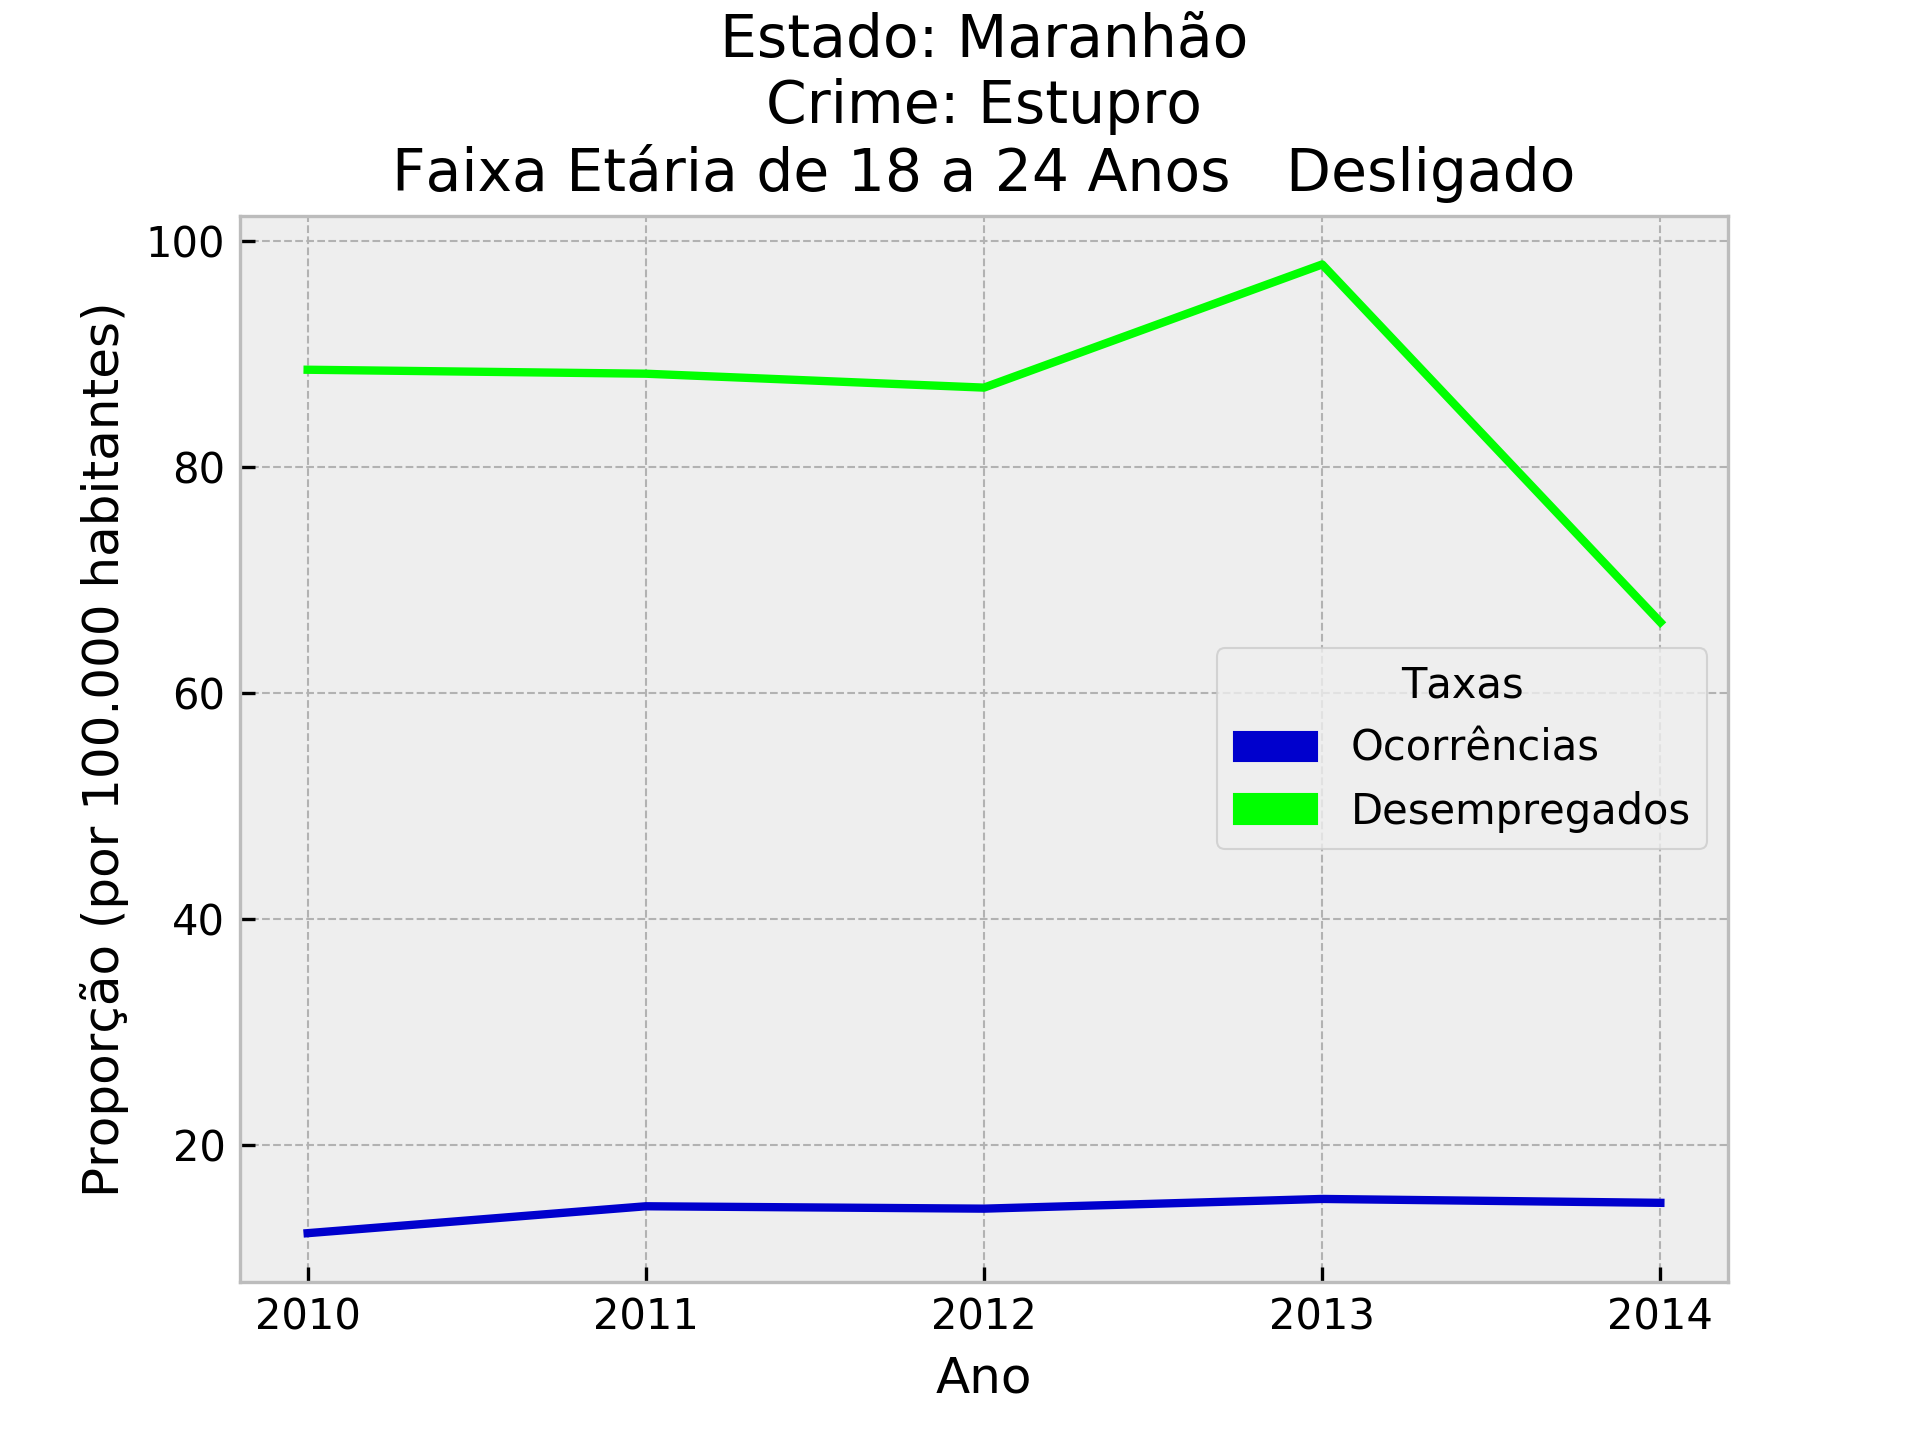 Estado: Maranhão
Crime: Estupro
Faixa Etária de 18 a 24 Anos   Desligado
Proporção (por 100.000 habitantes)
100
80
60
40
20
Taxas
Ocorrências
Desempregados
2010 2011 2012 2013 2014
Ano